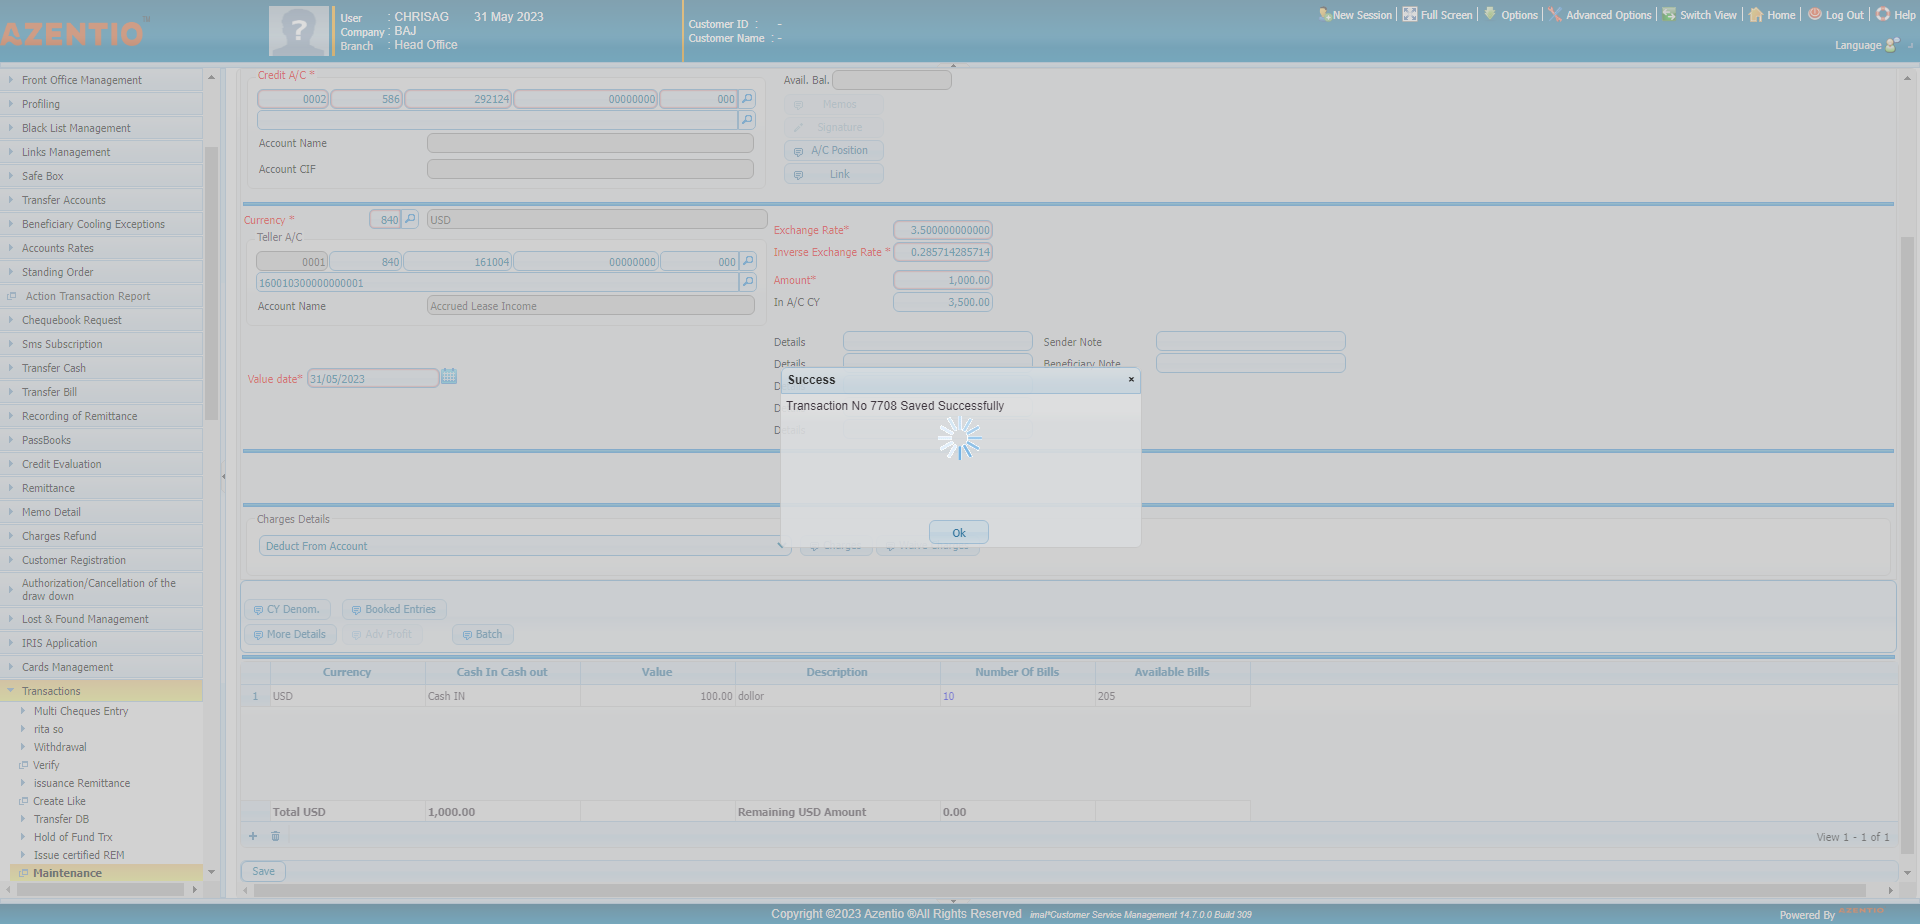 AZENTIO™
User : CHRISAG 31 May 2023
Company : BAJ
Branch : Head Office
Customer ID : -
Customer Name : -
New Session Full Screen Options Advanced Options Switch View Home Log Out Help
Language
Front Office Management
Profiling
Black List Management
Links Management
Safe Box
Transfer Accounts
Beneficiary Cooling Exceptions
Accounts Rates
Standing Order
Action Transaction Report
Chequebook Request
Sms Subscription
Transfer Cash
Transfer Bill
Recording of Remittance
PassBooks
Credit Evaluation
Remittance
Memo Detail
Charges Refund
Customer Registration
Authorization/Cancellation of the
draw down
Lost & Found Management
IRIS Application
Cards Management
Transactions
Multi Cheques Entry
rita so
Withdrawal
Verify
issuance Remittance
Create Like
Transfer DB
Hold of Fund Trx
Issue certified REM
Maintenance
Credit A/C *
0002 586 292124 00000000 000
Account Name
Account CIF
Avail. Bal.
Memos
Signature
A/C Position
Link
Currency * 840 USD
Teller A/C
0001 840 161004 00000000 000
160010300000000001
Account Name Accrued Lease Income
Exchange Rate* 3.500000000000
Inverse Exchange Rate * 0.285714285714
Amount* 1,000.00
In A/C CY 3,500.00
Details Sender Note
Details Beneficiary Note
Value date* 31/05/2023
D
D
Details
Success ×
Transaction No 7708 Saved Successfully
Ok
Charges Details
Deduct From Account Charges Waive Charges
CY Denom. Booked Entries
More Details Adv Profit Batch
Currency Cash In Cash out Value Description Number Of Bills Available Bills
1 USD Cash IN 100.00 dollor 10 205
Total USD 1,000.00 Remaining USD Amount 0.00
View 1 - 1 of 1
Save
Copyright ©2023 Azentio ®All Rights Reserved imal*Customer Service Management 14.7.0.0 Build 309
Powered By AZENTIO